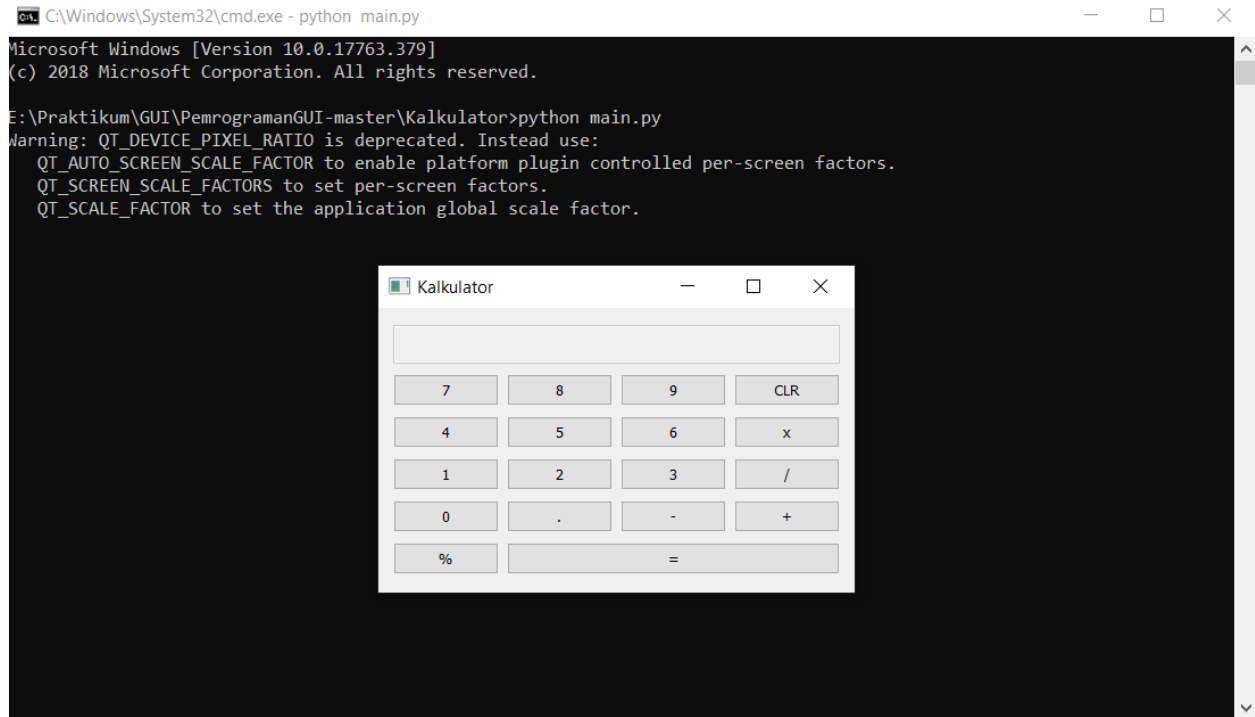 C:\Windows\System32\cmd.exe - python  main.py
Microsoft Windows [Version 10.0.17763.379]
(c) 2018 Microsoft Corporation. All rights reserved.
E:\Praktikum\GUI\PemrogramanGUI-master\Kalkulator>python main.py
Warning: QT_DEVICE_PIXEL_RATIO is deprecated. Instead use:
QT_AUTO_SCREEN_SCALE_FACTOR to enable platform plugin controlled per-screen factors.
QT_SCREEN_SCALE_FACTORS to set per-screen factors.
QT_SCALE_FACTOR to set the application global scale factor.
Kalkulator
7 8 9 CLR
4 5 6 x
1 2 3 /
0 . - +
% =